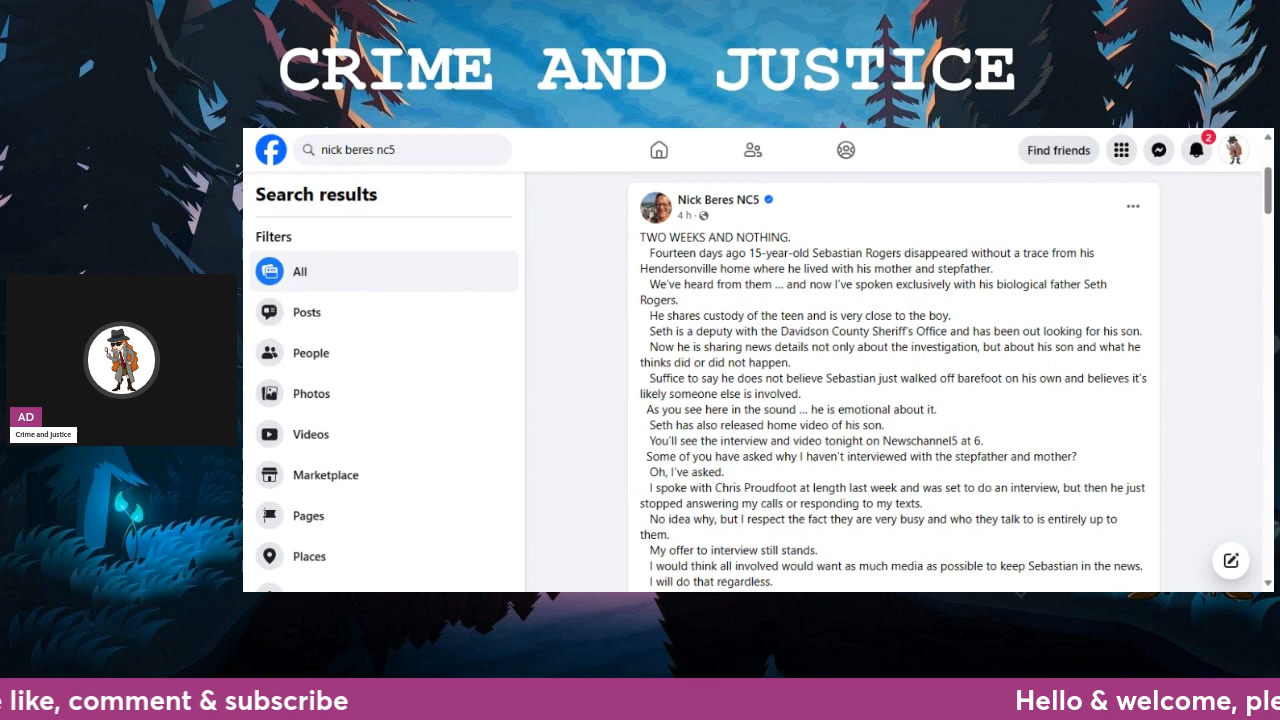 CRIME AND JUSTICE
nick beres nc5
Find friends
2
Search results
Filters
All
Posts
People
Photos
Videos
Marketplace
Pages
Places
Nick Beres NC5
4 h ·
TWO WEEKS AND NOTHING.
Fourteen days ago 15-year-old Sebastian Rogers disappeared without a trace from his
Hendersonville home where he lived with his mother and stepfather.
We've heard from them ... and now I've spoken exclusively with his biological father Seth
Rogers.
He shares custody of the teen and is very close to the boy.
Seth is a deputy with the Davidson County Sheriff's Office and has been out looking for his son.
Now he is sharing news details not only about the investigation, but about his son and what he
thinks did or did not happen.
Suffice to say he does not believe Sebastian just walked off barefoot on his own and believes it's
likely someone else is involved.
As you see here in the sound ... he is emotional about it.
Seth has also released home video of his son.
You'll see the interview and video tonight on Newschannel5 at 6.
Some of you have asked why I haven't interviewed with the stepfather and mother?
Oh, I've asked.
I spoke with Chris Proudfoot at length last week and was set to do an interview, but then he just
stopped answering my calls or responding to my texts.
No idea why, but I respect the fact they are very busy and who they talk to is entirely up to
them.
My offer to interview still stands.
I would think all involved would want as much media as possible to keep Sebastian in the news.
I will do that regardless.
AD
Crime and Justice
e like, comment & subscribe
Hello & welcome, ple